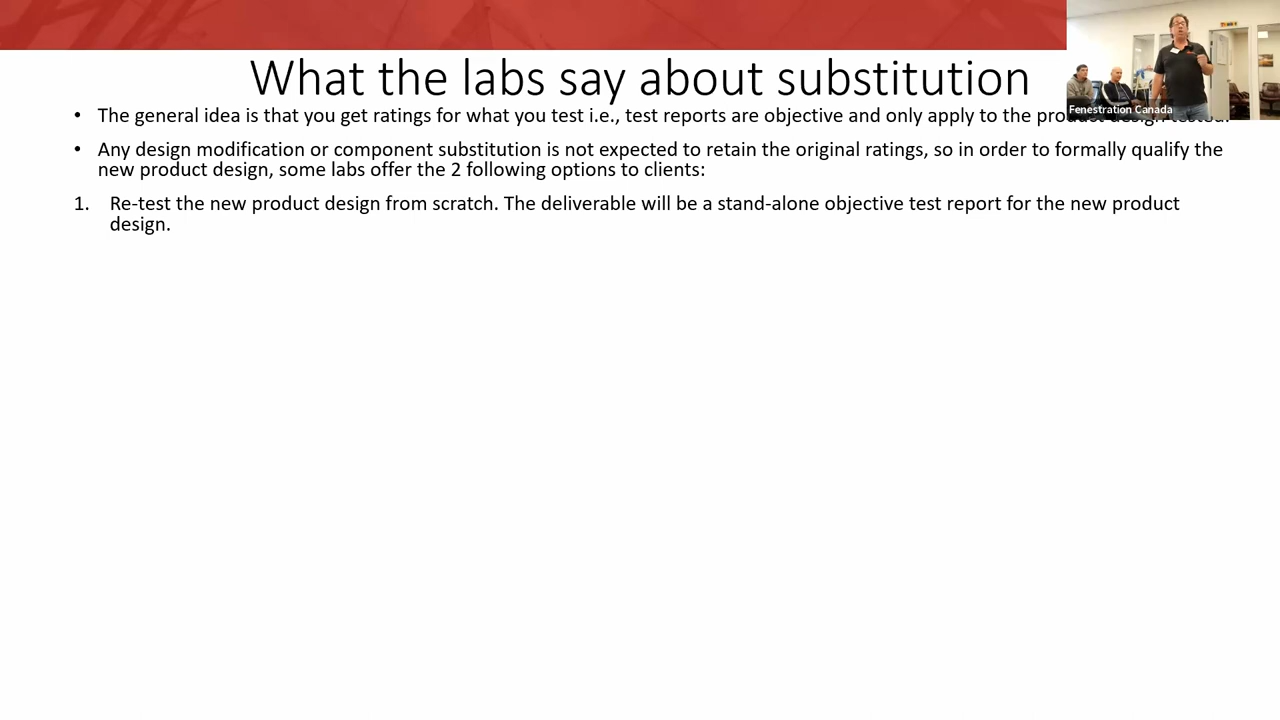 What the labs say about substitution
• The general idea is that you get ratings for what you test i.e., test reports are objective and only apply to the product design tested.
Fenestration Canada
• Any design modification or component substitution is not expected to retain the original ratings, so in order to formally qualify the
new product design, some labs offer the 2 following options to clients:
1. Re-test the new product design from scratch. The deliverable will be a stand-alone objective test report for the new product
design.